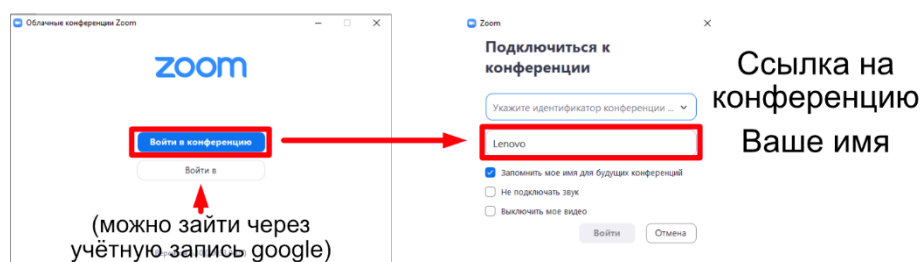 Облачные конференции Zoom
zoom
Войти в конференцию
Войти в
(можно зайти через
учётную запись google)
Zoom
Подключиться к
конференции
Укажите идентификатор конференции ...
Lenovo
Запомнить мое имя для будущих конференций
Не подключать звук
Выключить мое видео
Войти
Отмена
Ссылка на
конференцию
Ваше имя